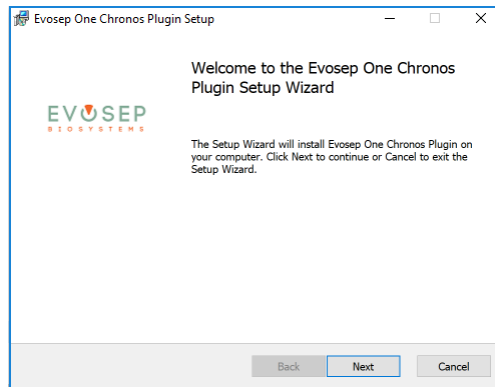 Evosep One Chronos Plugin Setup
Welcome to the Evosep One Chronos
Plugin Setup Wizard
EVOSEP
BIOSYSTEMS
The Setup Wizard will install Evosep One Chronos Plugin on
your computer. Click Next to continue or Cancel to exit the
Setup Wizard.
Back Next Cancel